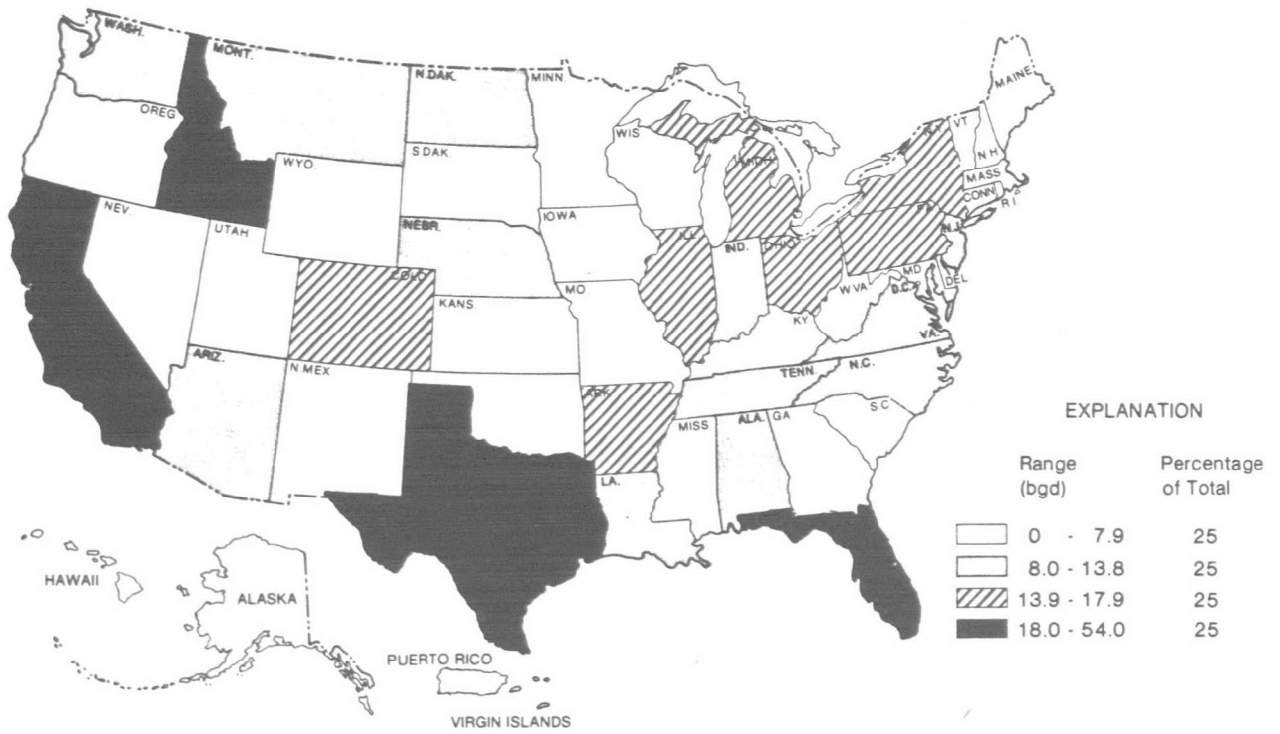 WASH.
MONT.
N.DAK.
MINN
MAINE
OREG
S DAK
WIS
MICH
N.Y.
VT
N H
MASS
CONN
R I
WYO.
NEV.
UTAH
NEBR.
IOWA
ILL.
IND.
OHIO
PA.
N.J.
COLO
KANS
MO
KY
W.VA
MD
D.C.
DEL
VA.
ARIZ.
N.MEX
ARK
TENN.
N.C.
S C
MISS
ALA.
GA
LA.
HAWAII
ALASKA
PUERTO RICO
VIRGIN ISLANDS
EXPLANATION
Range Percentage
(bgd) of Total
0 - 7.9 25
8.0 - 13.8 25
13.9 - 17.9 25
18.0 - 54.0 25